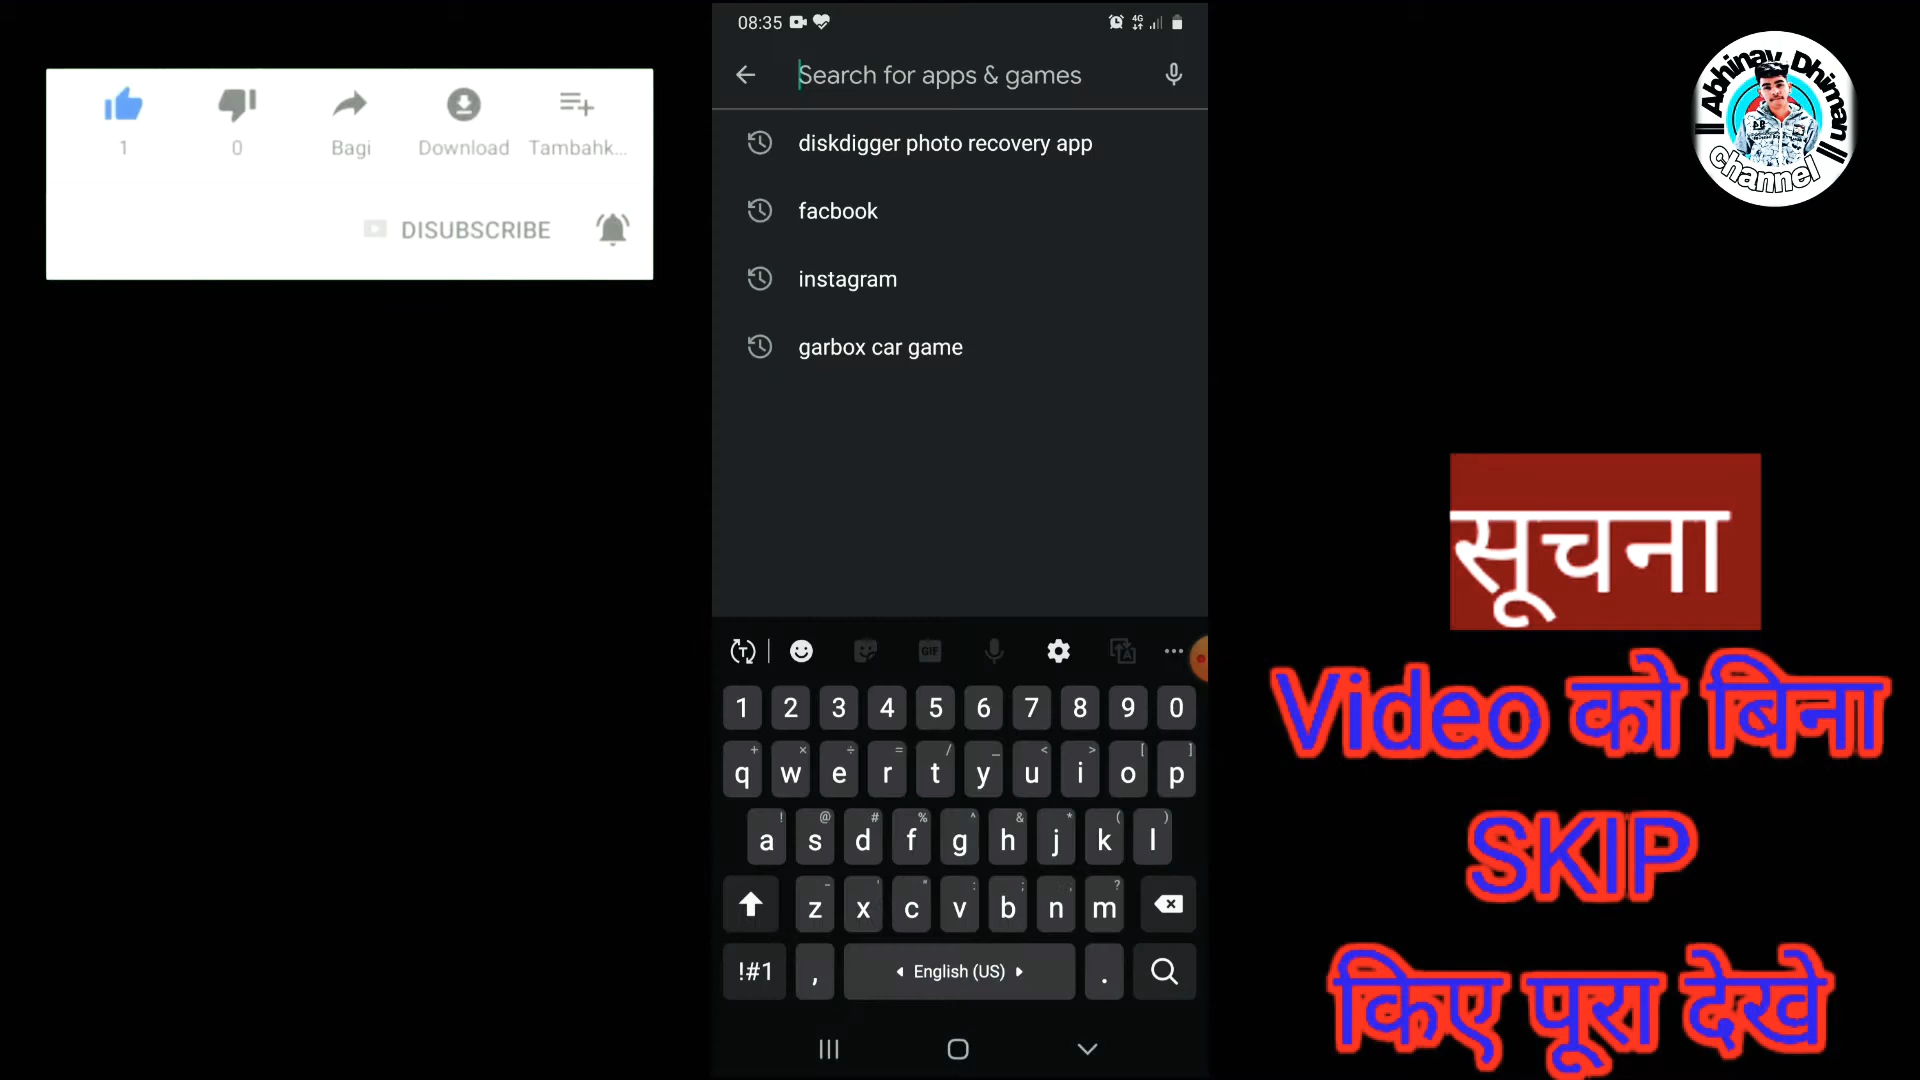 1
0
Bagi
Download
Tambahk...
DISUBSCRIBE
08:35
4G
Search for apps & games
diskdigger photo recovery app
facbook
instagram
garbox car game
GIF
1 2 3 4 5 6 7 8 9 0
q w e r t y u i o p
a s d f g h j k l
z x c v b n m
!#1 , English (US) .
|| Abhinav Dhiman ||
channel
सूचना
Video को बिना
SKIP
किए पूरा देखे